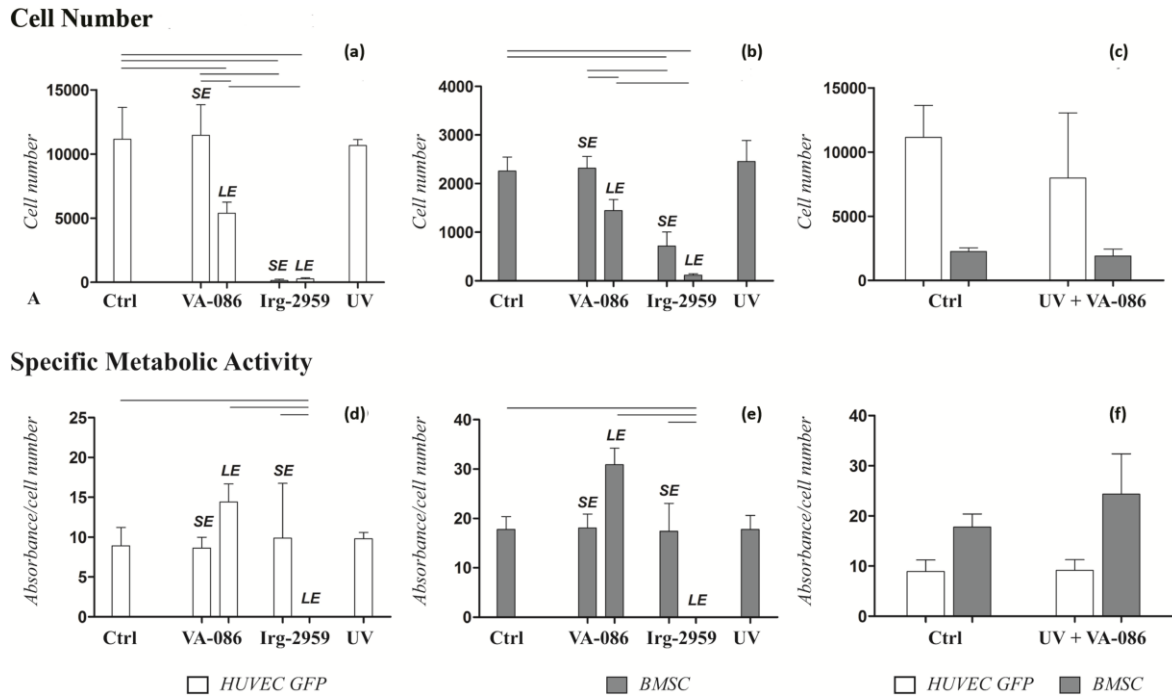 Cell Number
(a)
Cell number
15000
10000
5000
0
SE
LE
SE
LE
A
Ctrl
VA-086
Irg-2959
UV
(b)
Cell number
4000
3000
2000
1000
0
SE
LE
SE
LE
Ctrl
VA-086
Irg-2959
UV
(c)
Cell number
15000
10000
5000
0
Ctrl
UV + VA-086
Specific Metabolic Activity
(d)
Absorbance/cell number
25
20
15
10
5
0
SE
LE
SE
LE
Ctrl
VA-086
Irg-2959
UV
(e)
Absorbance/cell number
40
30
20
10
0
SE
LE
SE
LE
Ctrl
VA-086
Irg-2959
UV
(f)
Absorbance/cell number
40
30
20
10
0
Ctrl
UV + VA-086
HUVEC GFP
BMSC
HUVEC GFP
BMSC